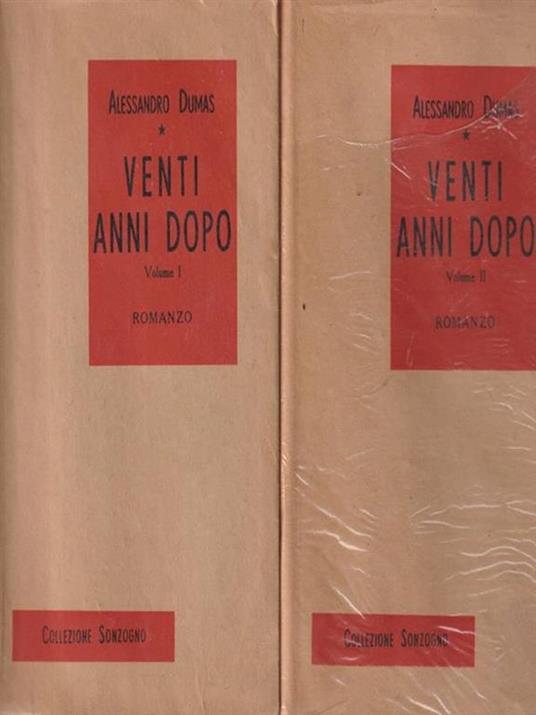 ALESSANDRO DUMAS
★
VENTI
ANNI DOPO
Volume I
ROMANZO
COLLEZIONE SONZOGNO
ALESSANDRO DUMAS
★
VENTI
ANNI DOPO
Volume II
ROMANZO
COLLEZIONE SONZOGNO